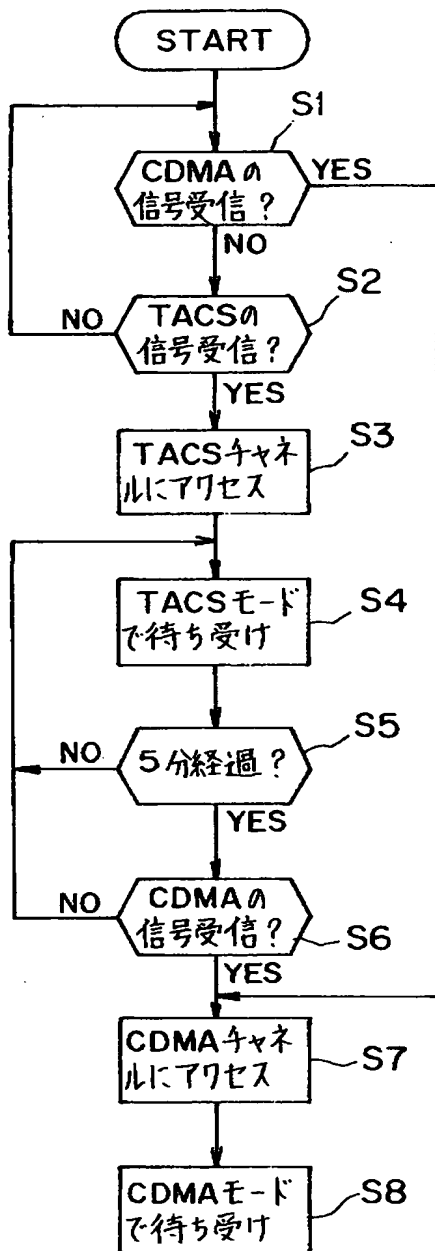 START
S1
CDMAの
信号受信?
YES
NO
S2
TACSの
信号受信?
NO
YES
S3
TACSチャネ
ルにアクセス
S4
TACSモード
で待ち受け
S5
5分経過?
NO
YES
CDMAの
信号受信?
NO
S6
YES
CDMAチャネ
ルにアクセス
S7
CDMAモード
で待ち受け
S8